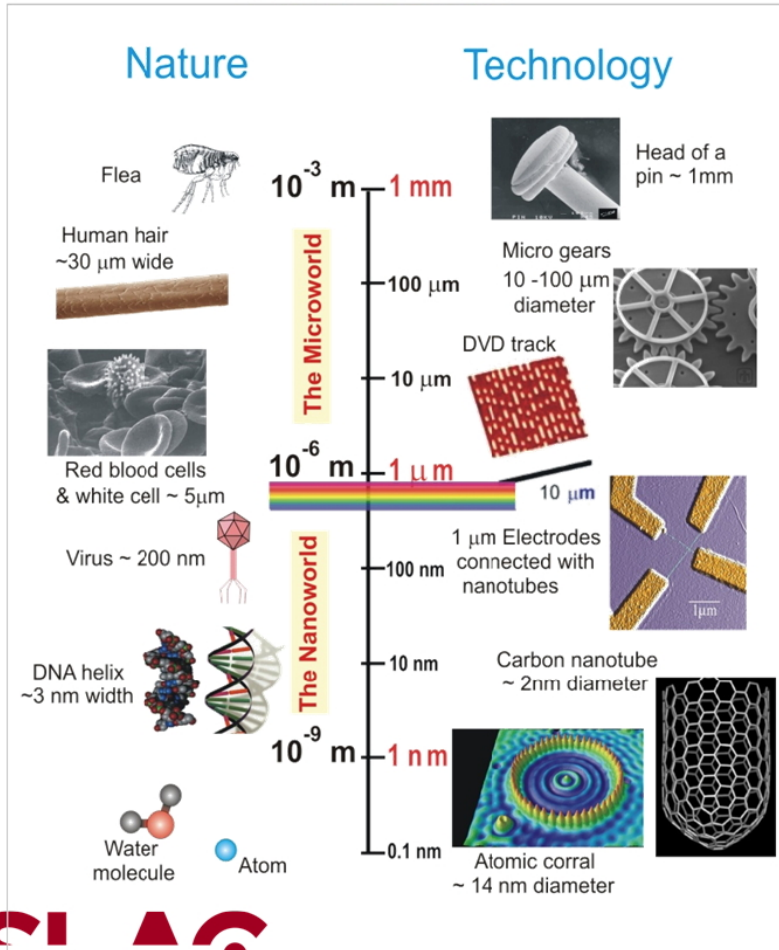 Nature
Technology
Flea
10-3 m
1 mm
Head of a
pin ~ 1mm
Human hair
~30 μm wide
The Microworld
100 μm
Micro gears
10 -100 μm
diameter
DVD track
10 μm
10-6 m
1 μm
Red blood cells
& white cell ~ 5μm
10 μm
Virus ~ 200 nm
The Nanoworld
100 nm
1 μm Electrodes
connected with
nanotubes
1μm
DNA helix
~3 nm width
10 nm
Carbon nanotube
~ 2nm diameter
10-9 m
1 nm
Water
molecule
Atom
0.1 nm
Atomic corral
~ 14 nm diameter
SLAC